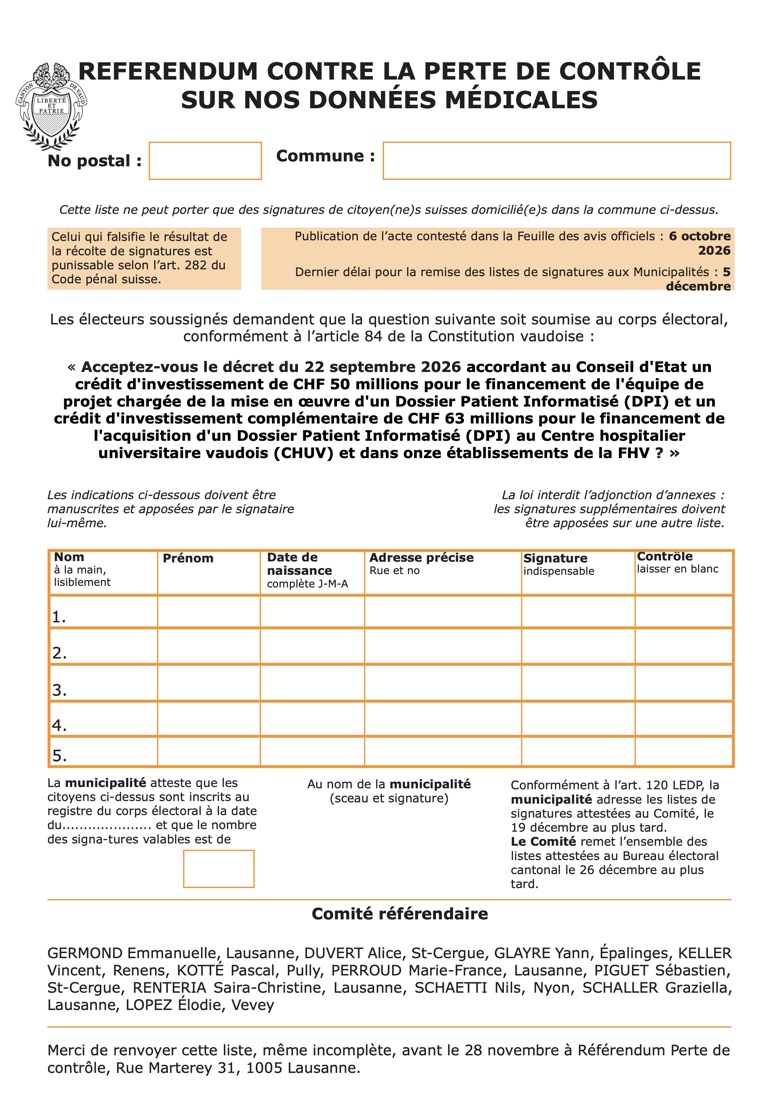 REFERENDUM CONTRE LA PERTE DE CONTRÔLE
SUR NOS DONNÉES MÉDICALES
CANTON DE VAUD
LIBERTÉ
ET
PATRIE
No postal :
Commune :
Cette liste ne peut porter que des signatures de citoyen(ne)s suisses domicilié(e)s dans la commune ci-dessus.
Celui qui falsifie le résultat de
la récolte de signatures est
punissable selon l’art. 282 du
Code pénal suisse.
Publication de l’acte contesté dans la Feuille des avis officiels : 6 octobre
2026
Dernier délai pour la remise des listes de signatures aux Municipalités : 5
décembre
Les électeurs soussignés demandent que la question suivante soit soumise au corps électoral,
conformément à l’article 84 de la Constitution vaudoise :
« Acceptez-vous le décret du 22 septembre 2026 accordant au Conseil d'Etat un
crédit d'investissement de CHF 50 millions pour le financement de l'équipe de
projet chargée de la mise en œuvre d'un Dossier Patient Informatisé (DPI) et un
crédit d'investissement complémentaire de CHF 63 millions pour le financement de
l'acquisition d'un Dossier Patient Informatisé (DPI) au Centre hospitalier
universitaire vaudois (CHUV) et dans onze établissements de la FHV ? »
Les indications ci-dessous doivent être
manuscrites et apposées par le signataire
lui-même.
La loi interdit l’adjonction d’annexes :
les signatures supplémentaires doivent
être apposées sur une autre liste.
Nom
à la main,
lisiblement
Prénom
Date de
naissance
complète J-M-A
Adresse précise
Rue et no
Signature
indispensable
Contrôle
laisser en blanc
1.
2.
3.
4.
5.
La municipalité atteste que les
citoyens ci-dessus sont inscrits au
registre du corps électoral à la date
du..................... et que le nombre
des signa-tures valables est de
Au nom de la municipalité
(sceau et signature)
Conformément à l’art. 120 LEDP, la
municipalité adresse les listes de
signatures attestées au Comité, le
19 décembre au plus tard.
Le Comité remet l’ensemble des
listes attestées au Bureau électoral
cantonal le 26 décembre au plus
tard.
Comité référendaire
GERMOND Emmanuelle, Lausanne, DUVERT Alice, St-Cergue, GLAYRE Yann, Épalinges, KELLER
Vincent, Renens, KOTTÉ Pascal, Pully, PERROUD Marie-France, Lausanne, PIGUET Sébastien,
St-Cergue, RENTERIA Saira-Christine, Lausanne, SCHAETTI Nils, Nyon, SCHALLER Graziella,
Lausanne, LOPEZ Élodie, Vevey
Merci de renvoyer cette liste, même incomplète, avant le 28 novembre à Référendum Perte de
contrôle, Rue Marterey 31, 1005 Lausanne.